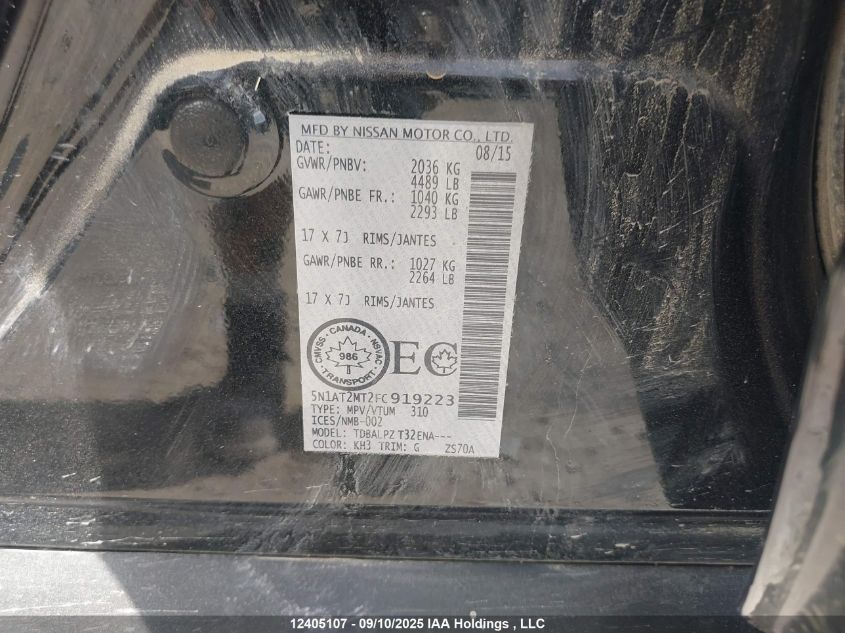 MFD BY NISSAN MOTOR CO., LTD.
DATE: 08/15
GVWR/PNBV: 2036 KG
4489 LB
GAWR/PNBE FR.: 1040 KG
2293 LB
17 X 7J RIMS/JANTES
GAWR/PNBE RR.: 1027 KG
2264 LB
17 X 7J RIMS/JANTES
CMVSS · CANADA · NSVAC · TRANSPORT ·
986
EC
5N1AT2MT2FC919223
TYPE: MPV/VTUM 310
ICES/NMB-002
MODEL: TDBALPZ T32ENA---
COLOR: KH3 TRIM: G ZS70A
12405107 - 09/10/2025 IAA Holdings , LLC